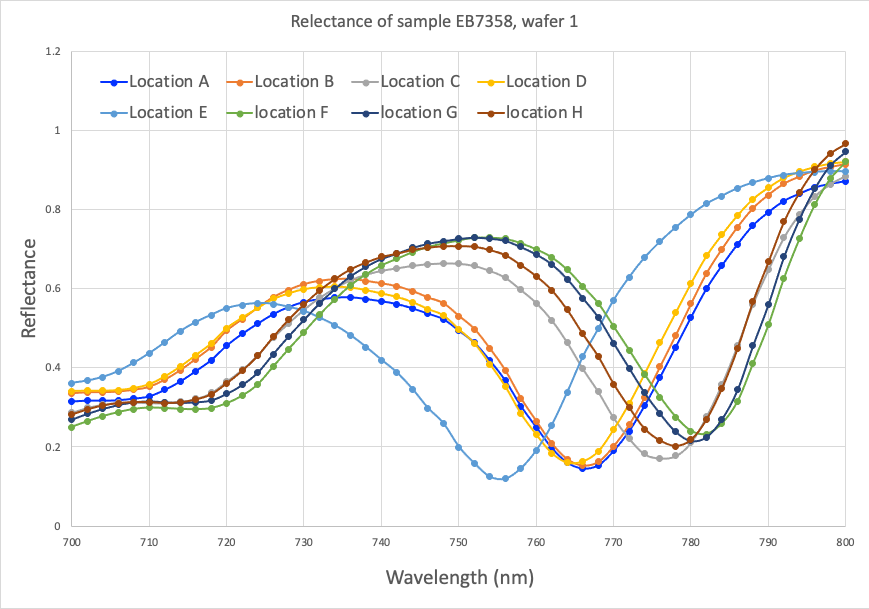 Relectance of sample EB7358, wafer 1
1.2
Location A Location B Location C Location D
Location E location F location G location H
1
0.8
0.6
0.4
0.2
0
Reflectance
700 710 720 730 740 750 760 770 780 790 800
Wavelength (nm)